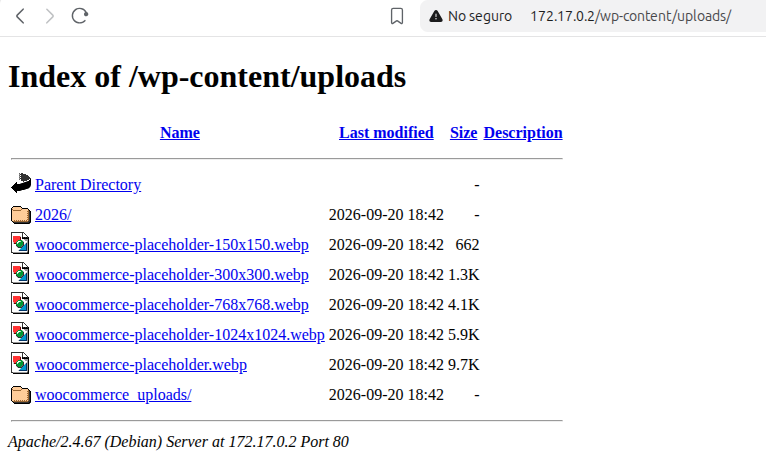 No seguro 172.17.0.2/wp-content/uploads/
Index of /wp-content/uploads
Name Last modified Size Description
Parent Directory -
2026/ 2026-09-20 18:42 -
woocommerce-placeholder-150x150.webp 2026-09-20 18:42 662
woocommerce-placeholder-300x300.webp 2026-09-20 18:42 1.3K
woocommerce-placeholder-768x768.webp 2026-09-20 18:42 4.1K
woocommerce-placeholder-1024x1024.webp 2026-09-20 18:42 5.9K
woocommerce-placeholder.webp 2026-09-20 18:42 9.7K
woocommerce_uploads/ 2026-09-20 18:42 -
Apache/2.4.67 (Debian) Server at 172.17.0.2 Port 80